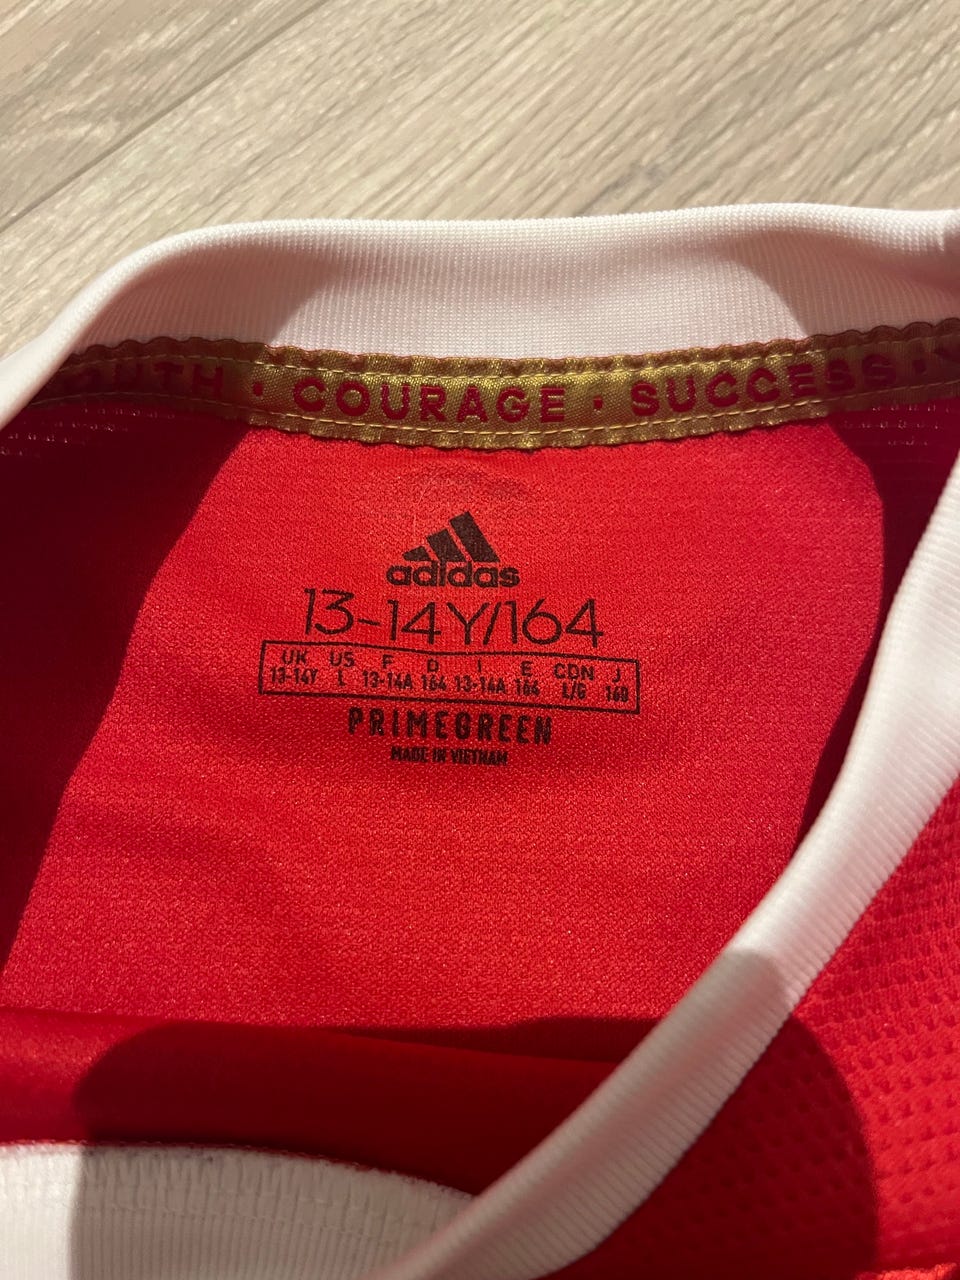 OUTH · COURAGE · SUCCESS ·
adidas
13-14Y/164
UK US F D I E CDN J
13-14Y L 13-14A 164 13-14A 164 L/G 160
PRIMEGREEN
MADE IN VIETNAM